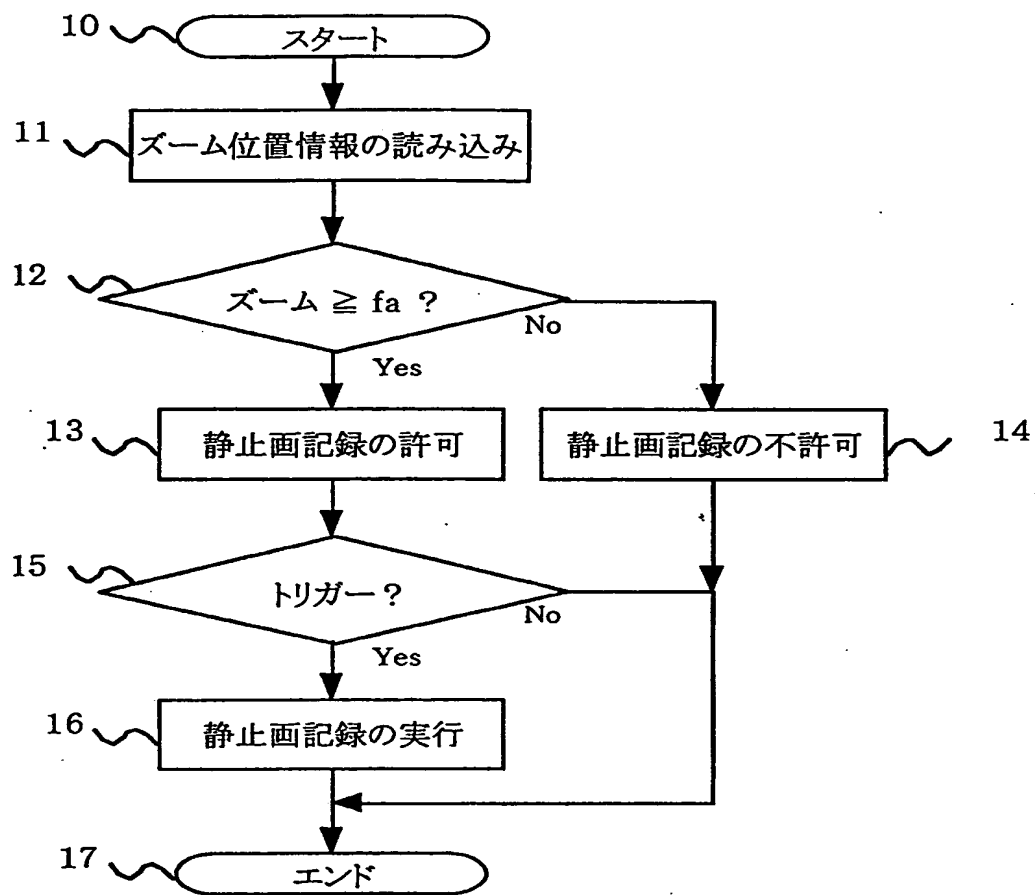 10
スタート
11
ズーム位置情報の読み込み
12
ズーム ≧ fa ?
No
Yes
13
静止画記録の許可
静止画記録の不許可
14
15
トリガー?
No
Yes
16
静止画記録の実行
17
エンド